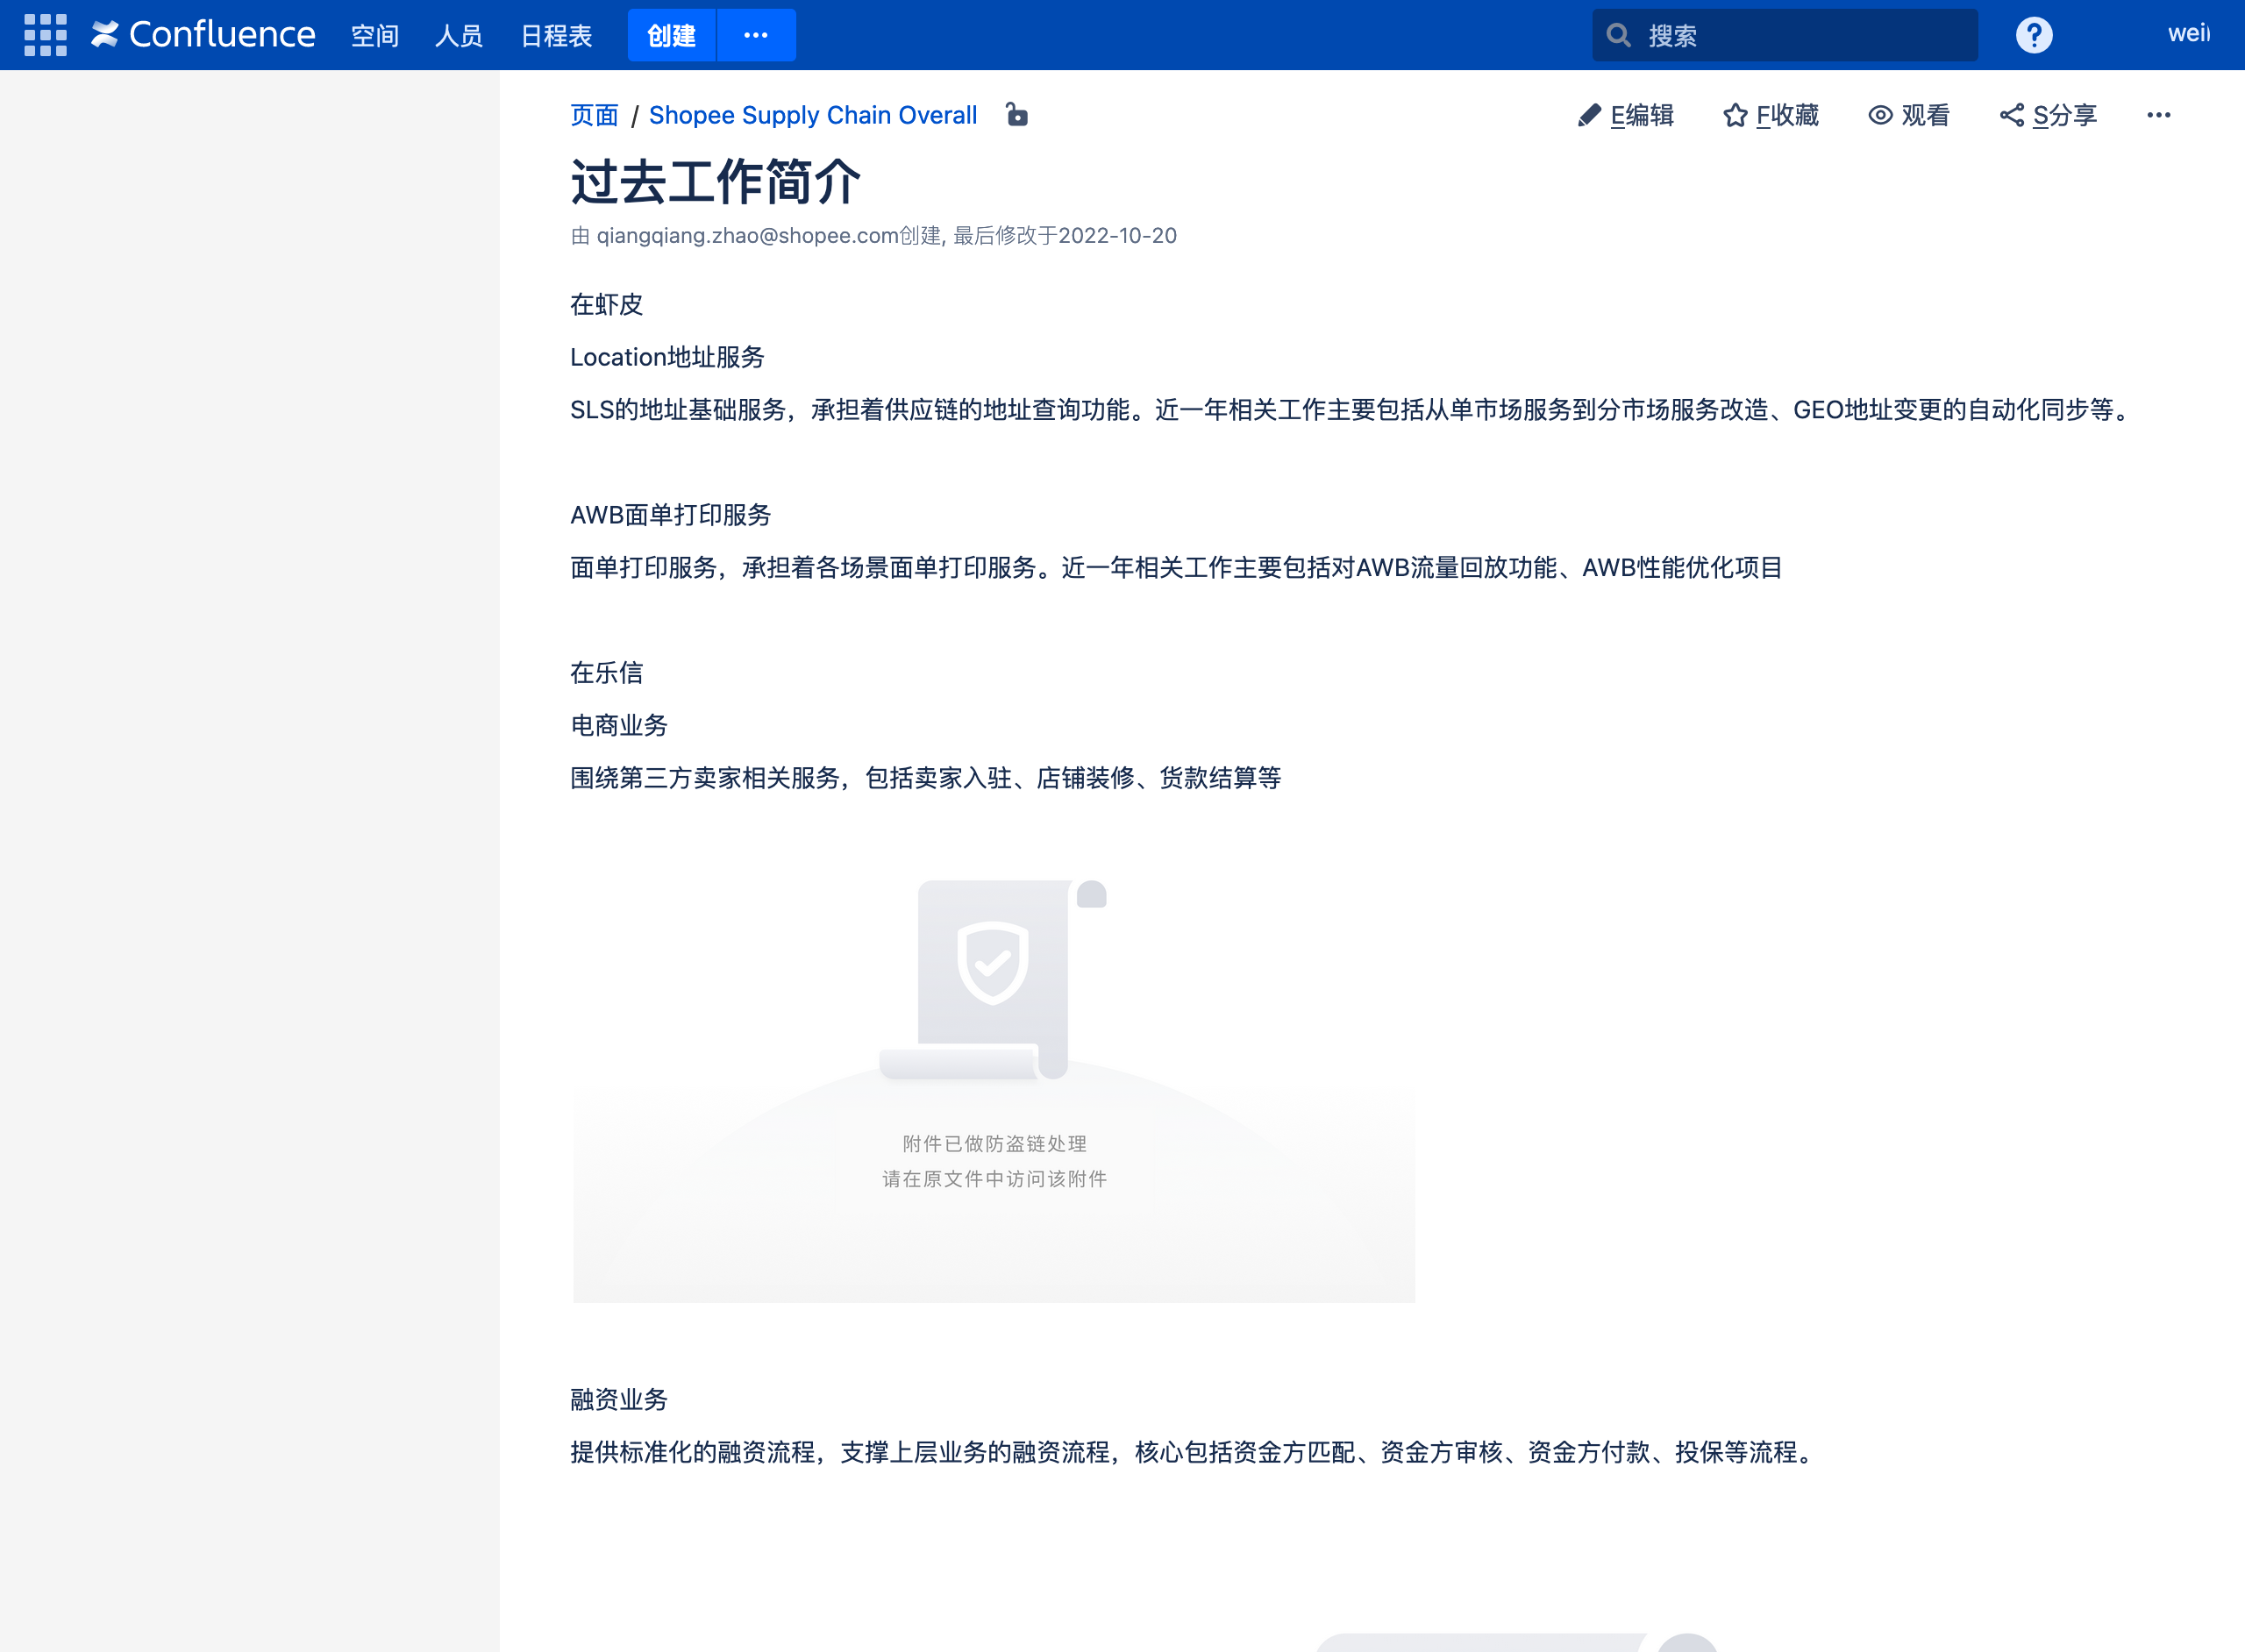 Confluence 空间 人员 日程表 创建 ··· 搜索 ? wei
页面 / Shopee Supply Chain Overall E编辑 F收藏 观看 S分享 ···
过去工作简介
由 qiangqiang.zhao@shopee.com创建, 最后修改于2022-10-20
在虾皮
Location地址服务
SLS的地址基础服务，承担着供应链的地址查询功能。近一年相关工作主要包括从单市场服务到分市场服务改造、GEO地址变更的自动化同步等。
AWB面单打印服务
面单打印服务，承担着各场景面单打印服务。近一年相关工作主要包括对AWB流量回放功能、AWB性能优化项目
在乐信
电商业务
围绕第三方卖家相关服务，包括卖家入驻、店铺装修、货款结算等
附件已做防盗链处理
请在原文件中访问该附件
融资业务
提供标准化的融资流程，支撑上层业务的融资流程，核心包括资金方匹配、资金方审核、资金方付款、投保等流程。